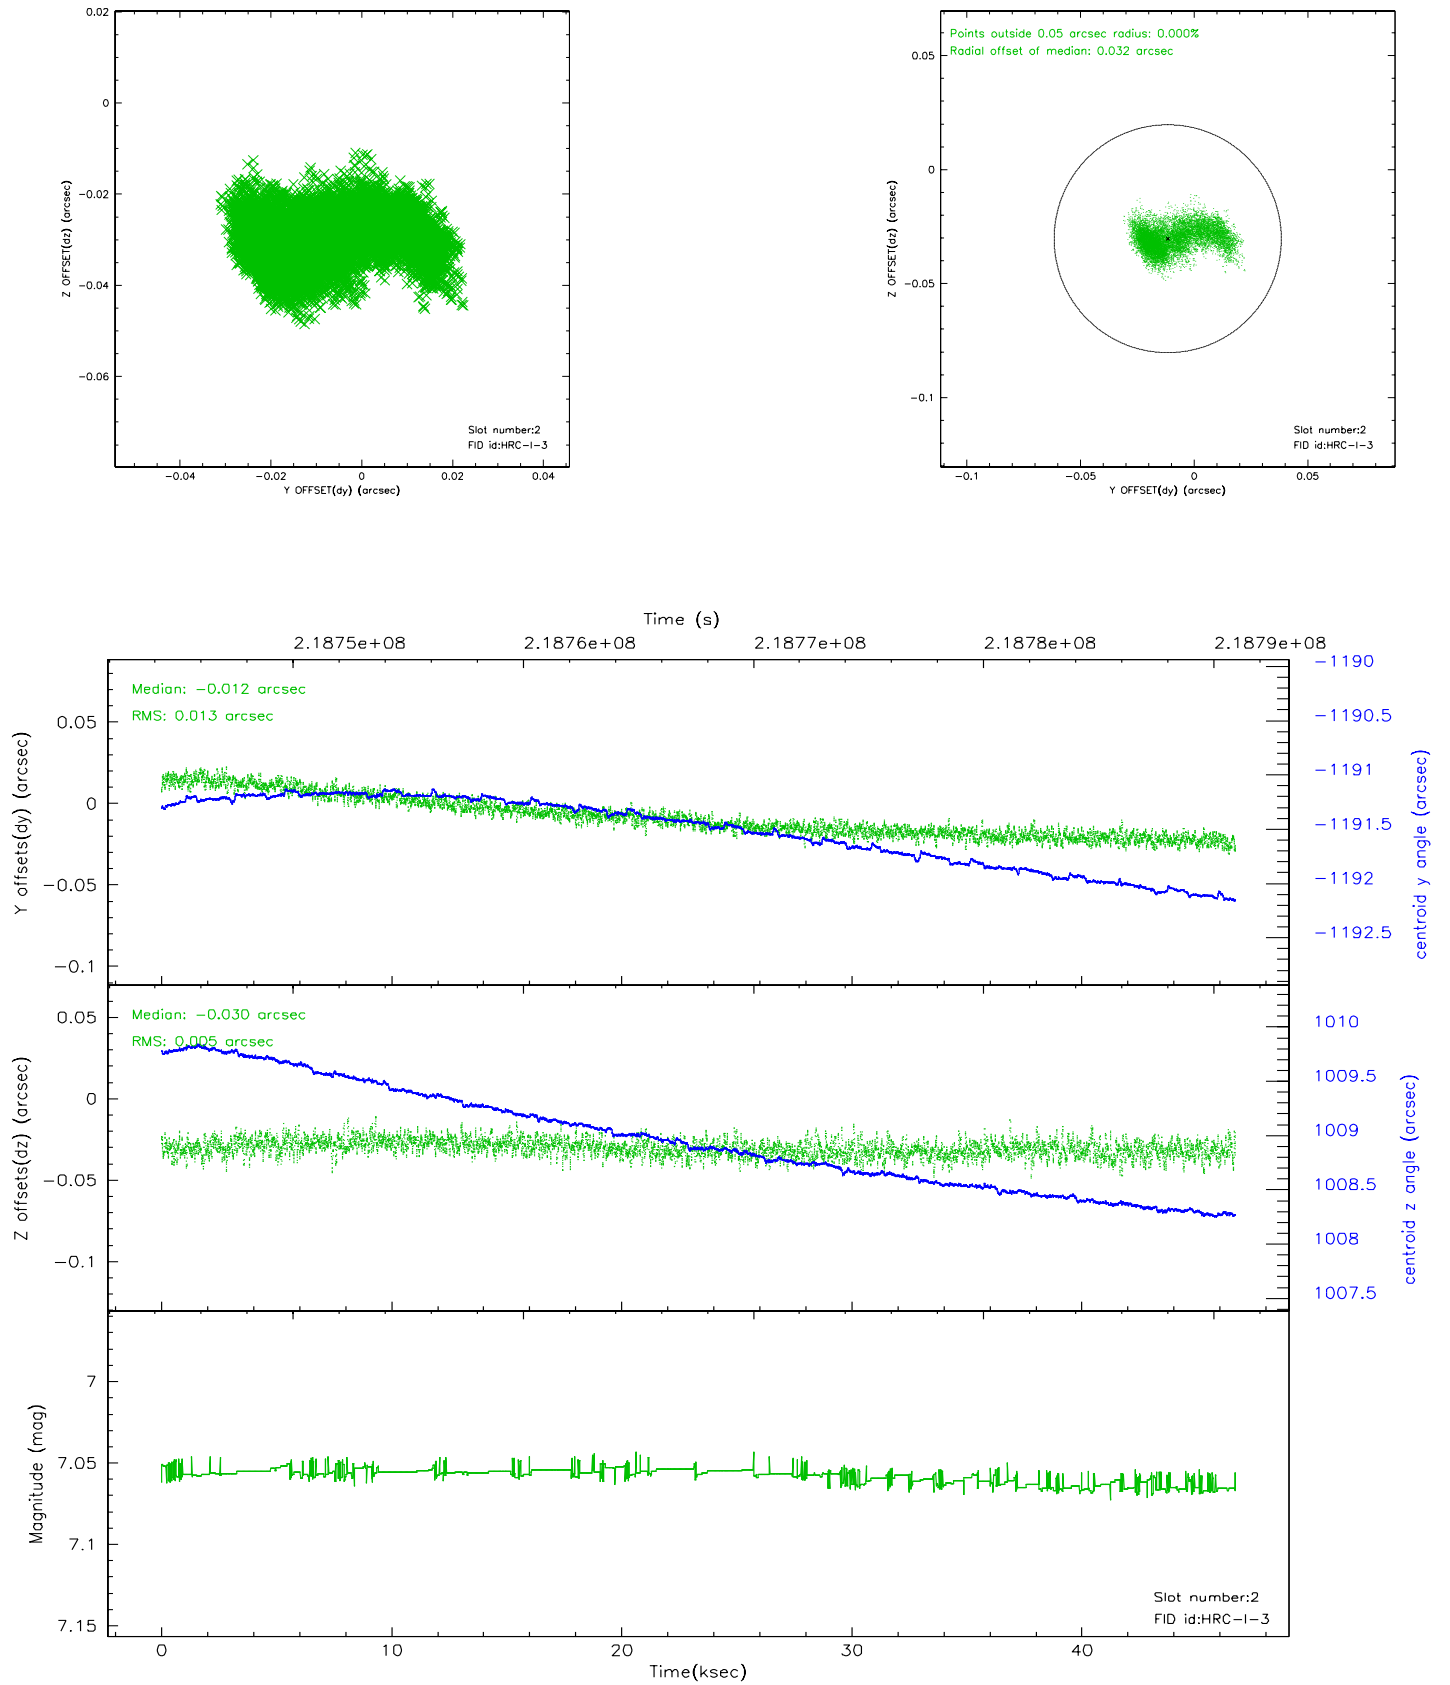 0.02
0
−0.02
−0.04
−0.06
Z OFFSET(dz) (arcsec)
Slot number:2
FID id:HRC−I−3
−0.04 −0.02 0 0.02 0.04
Y OFFSET(dy) (arcsec)
Points outside 0.05 arcsec radius: 0.000%
Radial offset of median: 0.032 arcsec
0.05
0
−0.05
−0.1
Z OFFSET(dz) (arcsec)
Slot number:2
FID id:HRC−I−3
−0.1 −0.05 0 0.05
Y OFFSET(dy) (arcsec)
Time (s)
2.1875e+08 2.1876e+08 2.1877e+08 2.1878e+08 2.1879e+08
Median: −0.012 arcsec
RMS: 0.013 arcsec
0.05
0
−0.05
−0.1
Y offsets(dy) (arcsec)
−1190
−1190.5
−1191
−1191.5
−1192
−1192.5
centroid y angle (arcsec)
Median: −0.030 arcsec
RMS: 0.005 arcsec
0.05
0
−0.05
−0.1
Z offsets(dz) (arcsec)
1010
1009.5
1009
1008.5
1008
1007.5
centroid z angle (arcsec)
7
7.05
7.1
7.15
Magnitude (mag)
Slot number:2
FID id:HRC−I−3
0 10 20 30 40
Time(ksec)